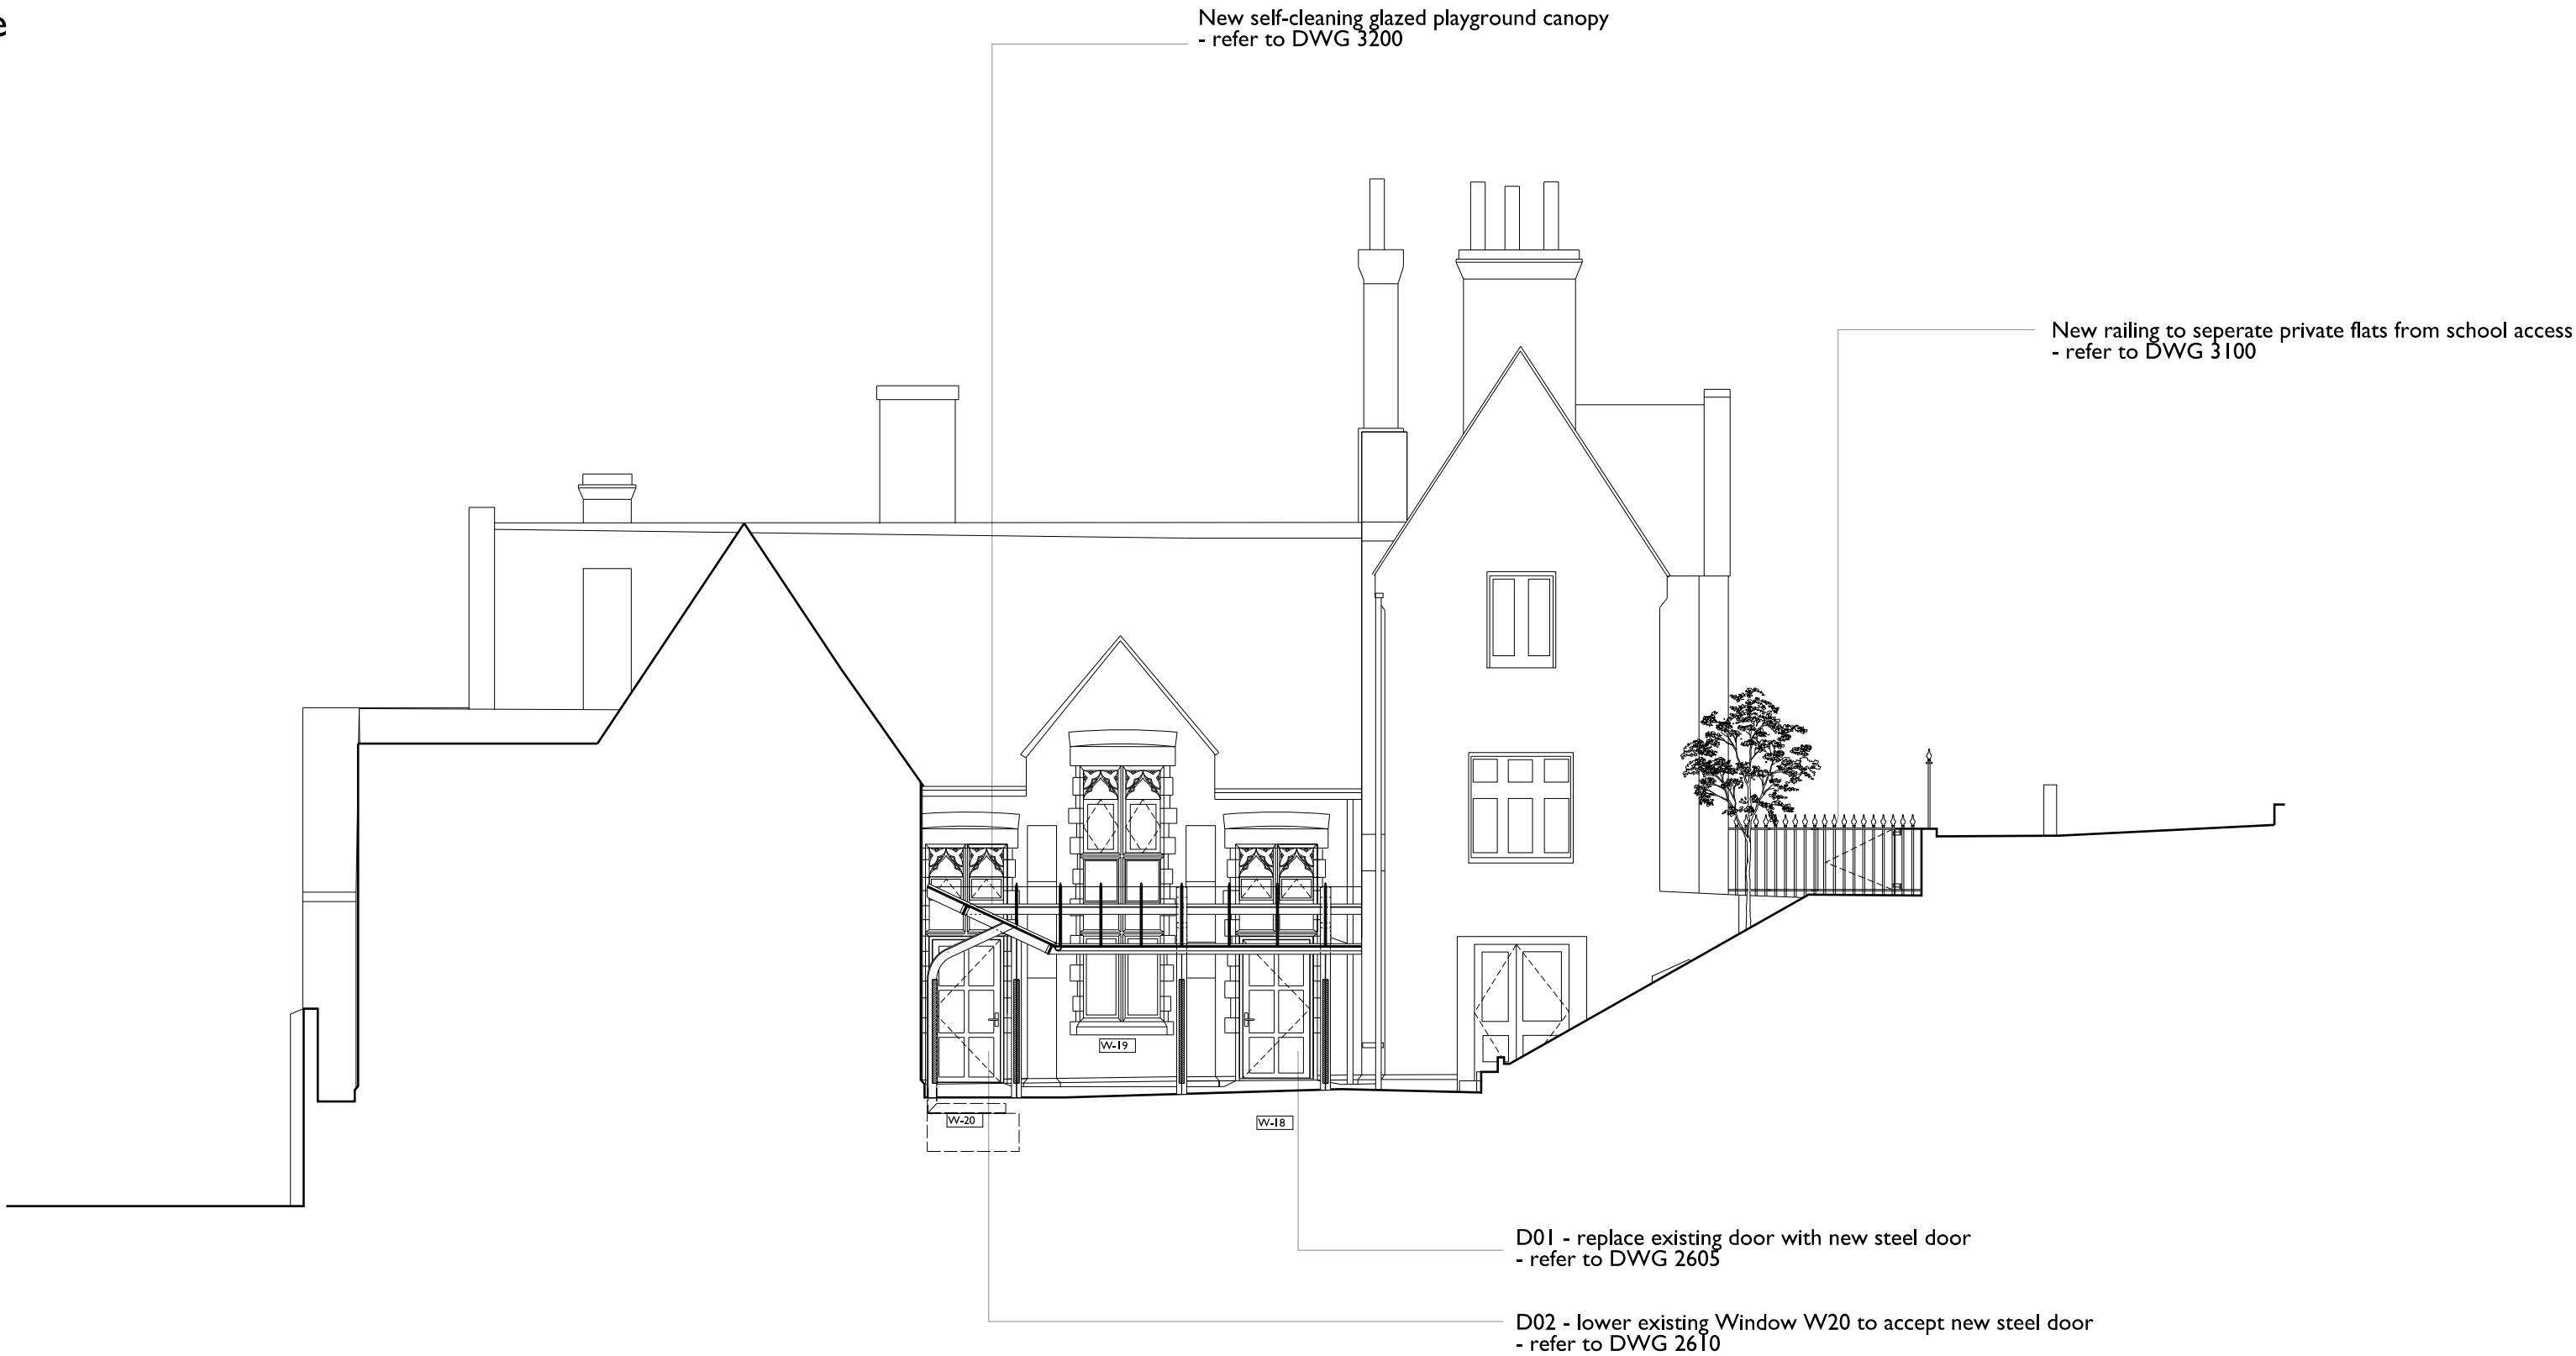 New self-cleaning glazed playground canopy
- refer to DWG 3200
New railing to seperate private flats from school access
- refer to DWG 3100
W-19
W-20
W-18
D01 - replace existing door with new steel door
- refer to DWG 2605
D02 - lower existing Window W20 to accept new steel door
- refer to DWG 2610